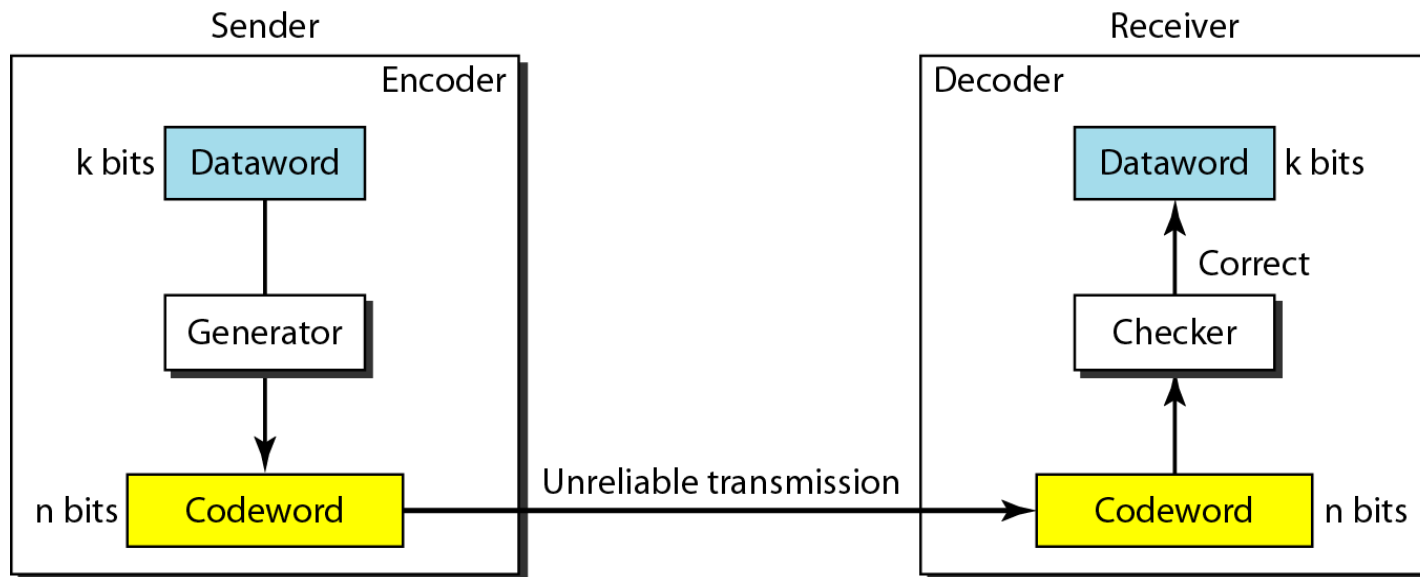 Sender
Receiver
Encoder
Decoder
k bits
Dataword
Dataword
k bits
Correct
Generator
Checker
Unreliable transmission
n bits
Codeword
Codeword
n bits